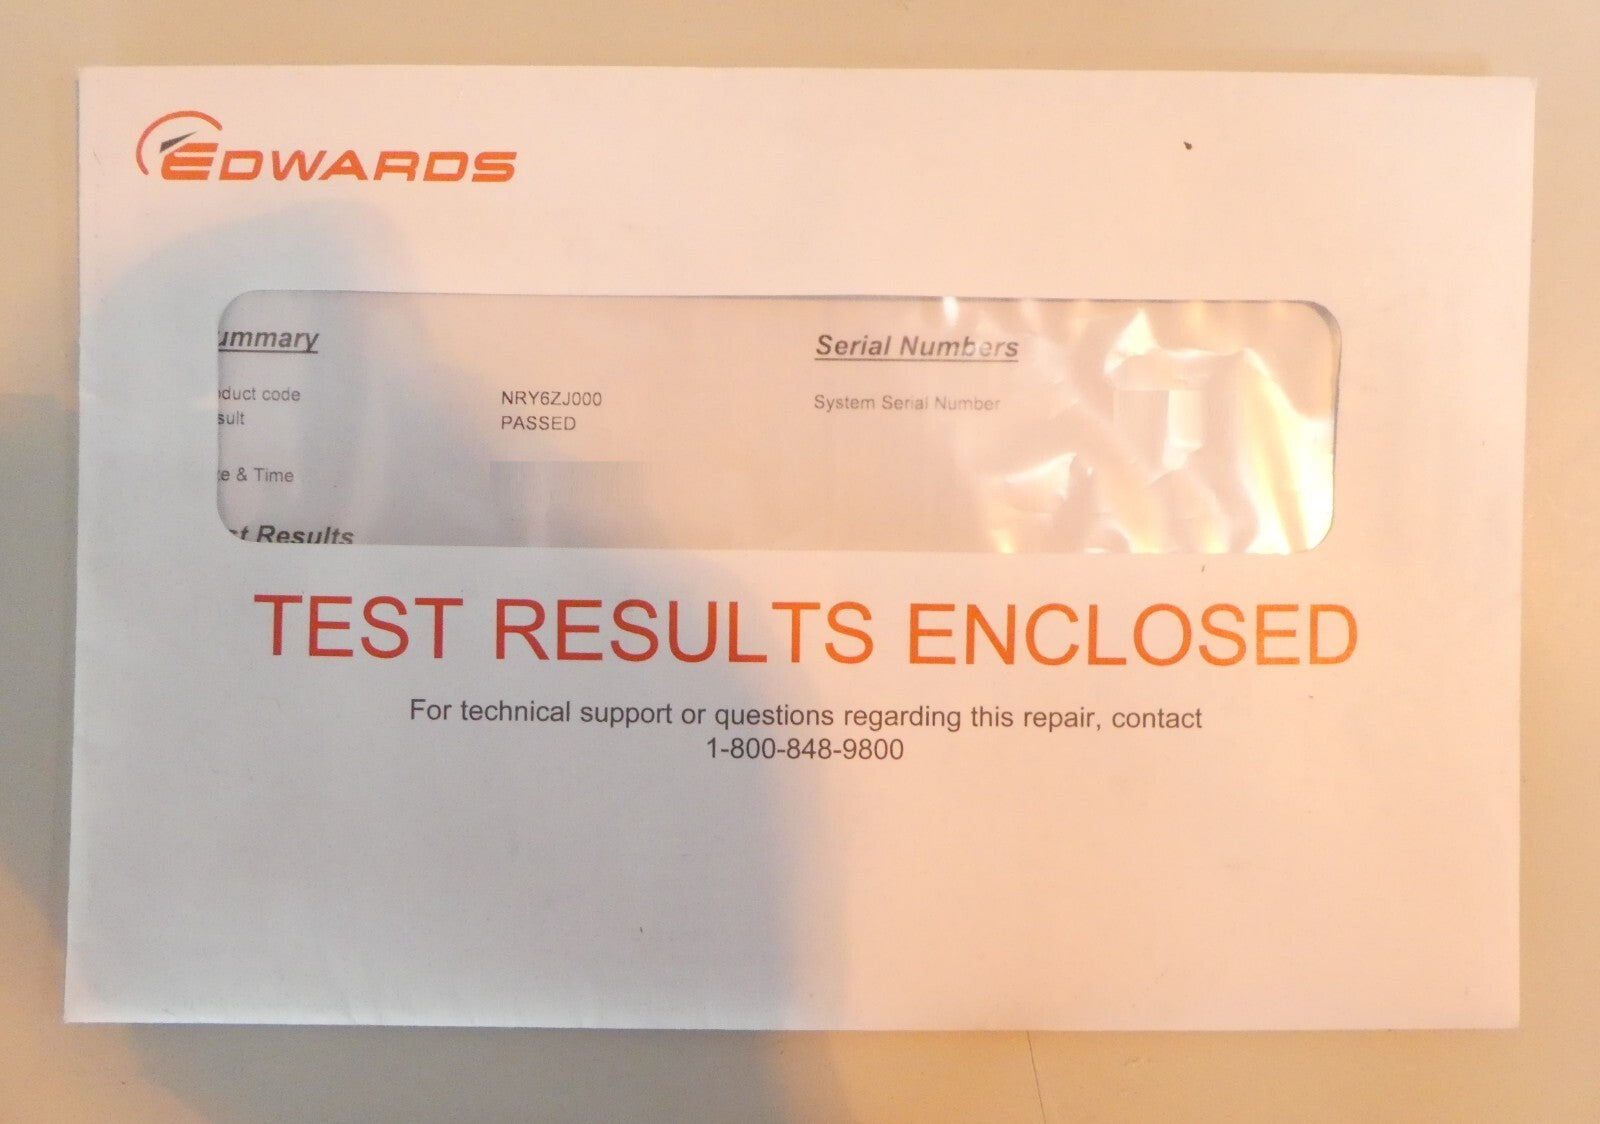 EDWARDS
ummary
duct code NRY6ZJ000
sult PASSED
e & Time
t Results
Serial Numbers
System Serial Number
TEST RESULTS ENCLOSED
For technical support or questions regarding this repair, contact
1-800-848-9800